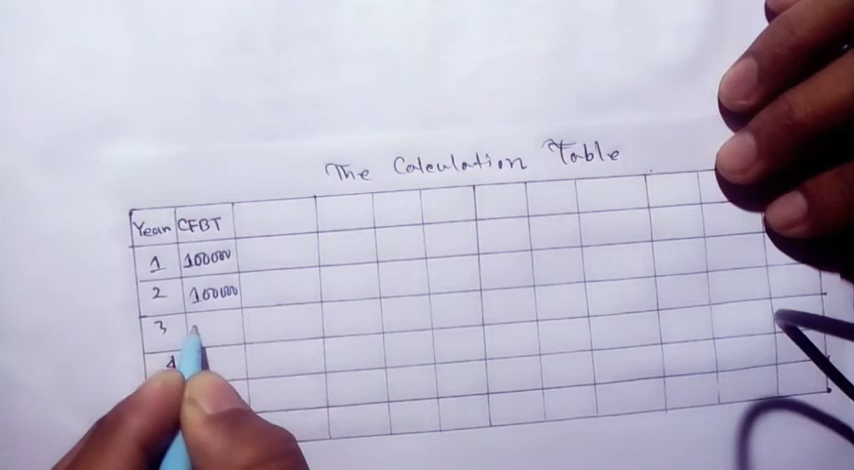 The Calculation Table
Year CFBT
1 100000
2 100000
3
4